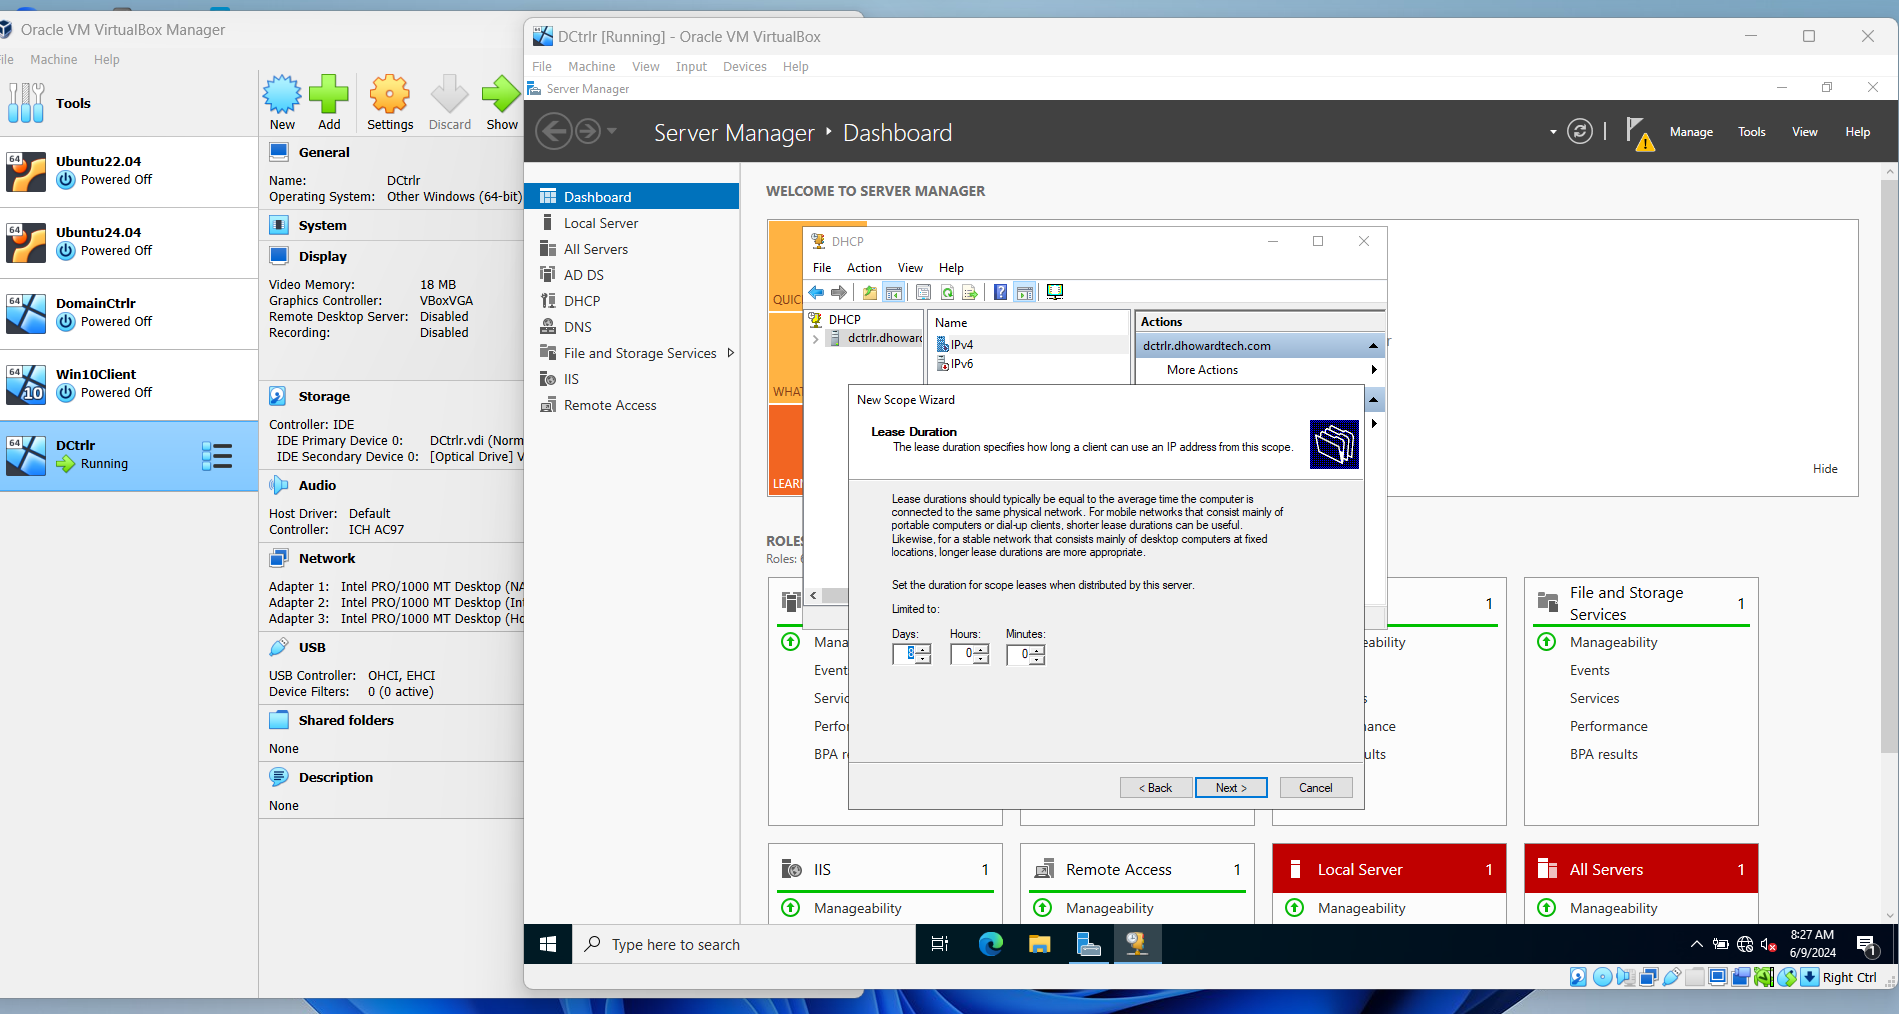 Oracle VM VirtualBox Manager
File
Machine
Help
Tools
New
Add
Settings
Discard
Show
64
Ubuntu22.04
Powered Off
64
Ubuntu24.04
Powered Off
64
DomainCtrlr
Powered Off
64
10
Win10Client
Powered Off
64
DCtrlr
Running
General
Name: DCtrlr
Operating System: Other Windows (64-bit)
System
Display
Video Memory: 18 MB
Graphics Controller: VBoxVGA
Remote Desktop Server: Disabled
Recording: Disabled
Storage
Controller: IDE
IDE Primary Device 0: DCtrlr.vdi (Norm
IDE Secondary Device 0: [Optical Drive] V
Audio
Host Driver: Default
Controller: ICH AC97
Network
Adapter 1: Intel PRO/1000 MT Desktop (NA
Adapter 2: Intel PRO/1000 MT Desktop (Int
Adapter 3: Intel PRO/1000 MT Desktop (Ho
USB
USB Controller: OHCI, EHCI
Device Filters: 0 (0 active)
Shared folders
None
Description
None
DCtrlr [Running] - Oracle VM VirtualBox
File
Machine
View
Input
Devices
Help
Server Manager
Server Manager ‣ Dashboard
Manage
Tools
View
Help
Dashboard
Local Server
All Servers
AD DS
DHCP
DNS
File and Storage Services
IIS
Remote Access
WELCOME TO SERVER MANAGER
QUIC
WHAT
LEARN
Hide
DHCP
File
Action
View
Help
DHCP
dctrlr.dhoward
Name
IPv4
IPv6
Actions
dctrlr.dhowardtech.com
More Actions
New Scope Wizard
Lease Duration
The lease duration specifies how long a client can use an IP address from this scope.
Lease durations should typically be equal to the average time the computer is
connected to the same physical network. For mobile networks that consist mainly of
portable computers or dial-up clients, shorter lease durations can be useful.
Likewise, for a stable network that consists mainly of desktop computers at fixed
locations, longer lease durations are more appropriate.
Set the duration for scope leases when distributed by this server.
Limited to:
Days:
Hours:
Minutes:
8
0
0
< Back
Next >
Cancel
ROLES
Roles:
Mana
Event
Servic
Perfo
BPA r
1
eability
s
ance
ults
File and Storage
Services
1
Manageability
Events
Services
Performance
BPA results
IIS
1
Manageability
Remote Access
1
Manageability
Local Server
1
Manageability
All Servers
1
Manageability
Type here to search
8:27 AM
6/9/2024
1
Right Ctrl